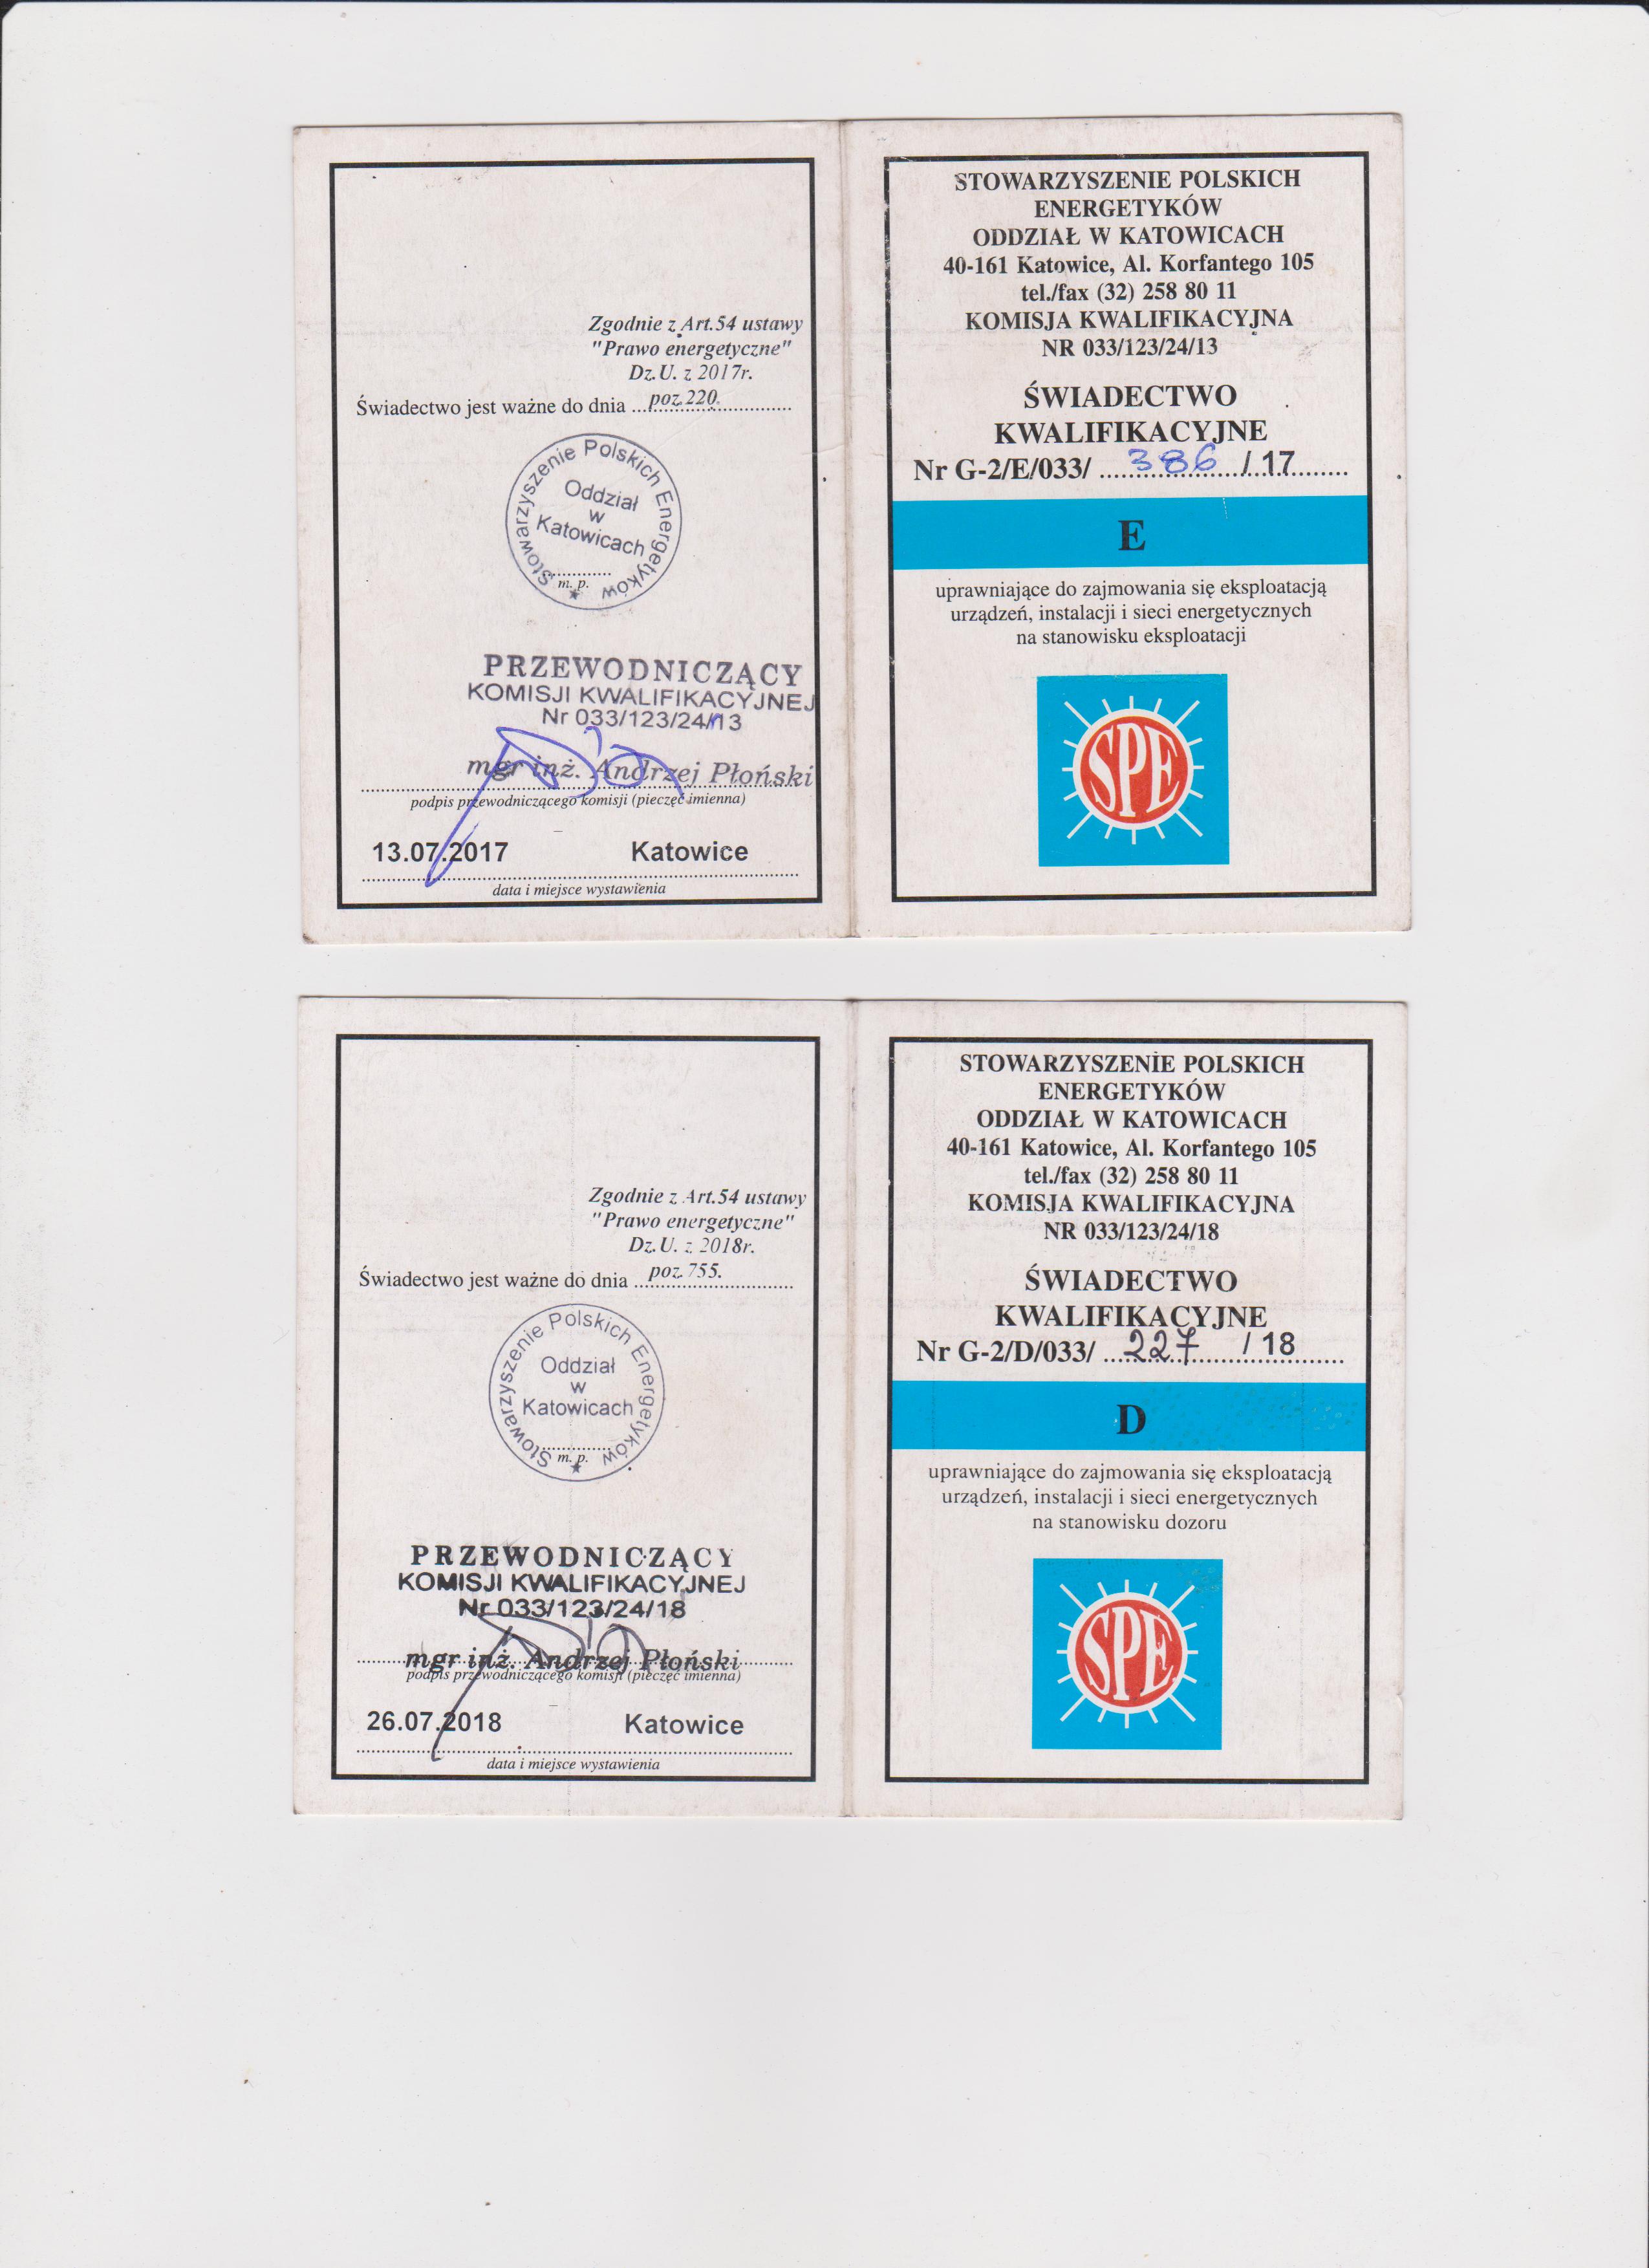 Zgodnie z Art.54 ustawy
"Prawo energetyczne"
Dz.U. z 2017r.
Świadectwo jest ważne do dnia poz.220.
Stowarzyszenie Polskich Energetyków
Oddział
w
Katowicach
m. p.
PRZEWODNICZĄCY
KOMISJI KWALIFIKACYJNEJ
Nr 033/123/24/13
mgr inż. Andrzej Płoński
podpis przewodniczącego komisji (pieczęć imienna)
13.07.2017 Katowice
data i miejsce wystawienia
STOWARZYSZENIE POLSKICH
ENERGETYKÓW
ODDZIAŁ W KATOWICACH
40-161 Katowice, Al. Korfantego 105
tel./fax (32) 258 80 11
KOMISJA KWALIFIKACYJNA
NR 033/123/24/13
ŚWIADECTWO
KWALIFIKACYJNE
Nr G-2/E/033/ 386 / 17
E
uprawniające do zajmowania się eksploatacją
urządzeń, instalacji i sieci energetycznych
na stanowisku eksploatacji
SPE
Zgodnie z Art.54 ustawy
"Prawo energetyczne"
Dz.U. z 2018r.
Świadectwo jest ważne do dnia poz.755.
Stowarzyszenie Polskich Energetyków
Oddział
w
Katowicach
m. p.
PRZEWODNICZĄCY
KOMISJI KWALIFIKACYJNEJ
Nr 033/123/24/18
mgr inż. Andrzej Płoński
podpis przewodniczącego komisji (pieczęć imienna)
26.07.2018 Katowice
data i miejsce wystawienia
STOWARZYSZENIE POLSKICH
ENERGETYKÓW
ODDZIAŁ W KATOWICACH
40-161 Katowice, Al. Korfantego 105
tel./fax (32) 258 80 11
KOMISJA KWALIFIKACYJNA
NR 033/123/24/18
ŚWIADECTWO
KWALIFIKACYJNE
Nr G-2/D/033/ 227 / 18
D
uprawniające do zajmowania się eksploatacją
urządzeń, instalacji i sieci energetycznych
na stanowisku dozoru
SPE